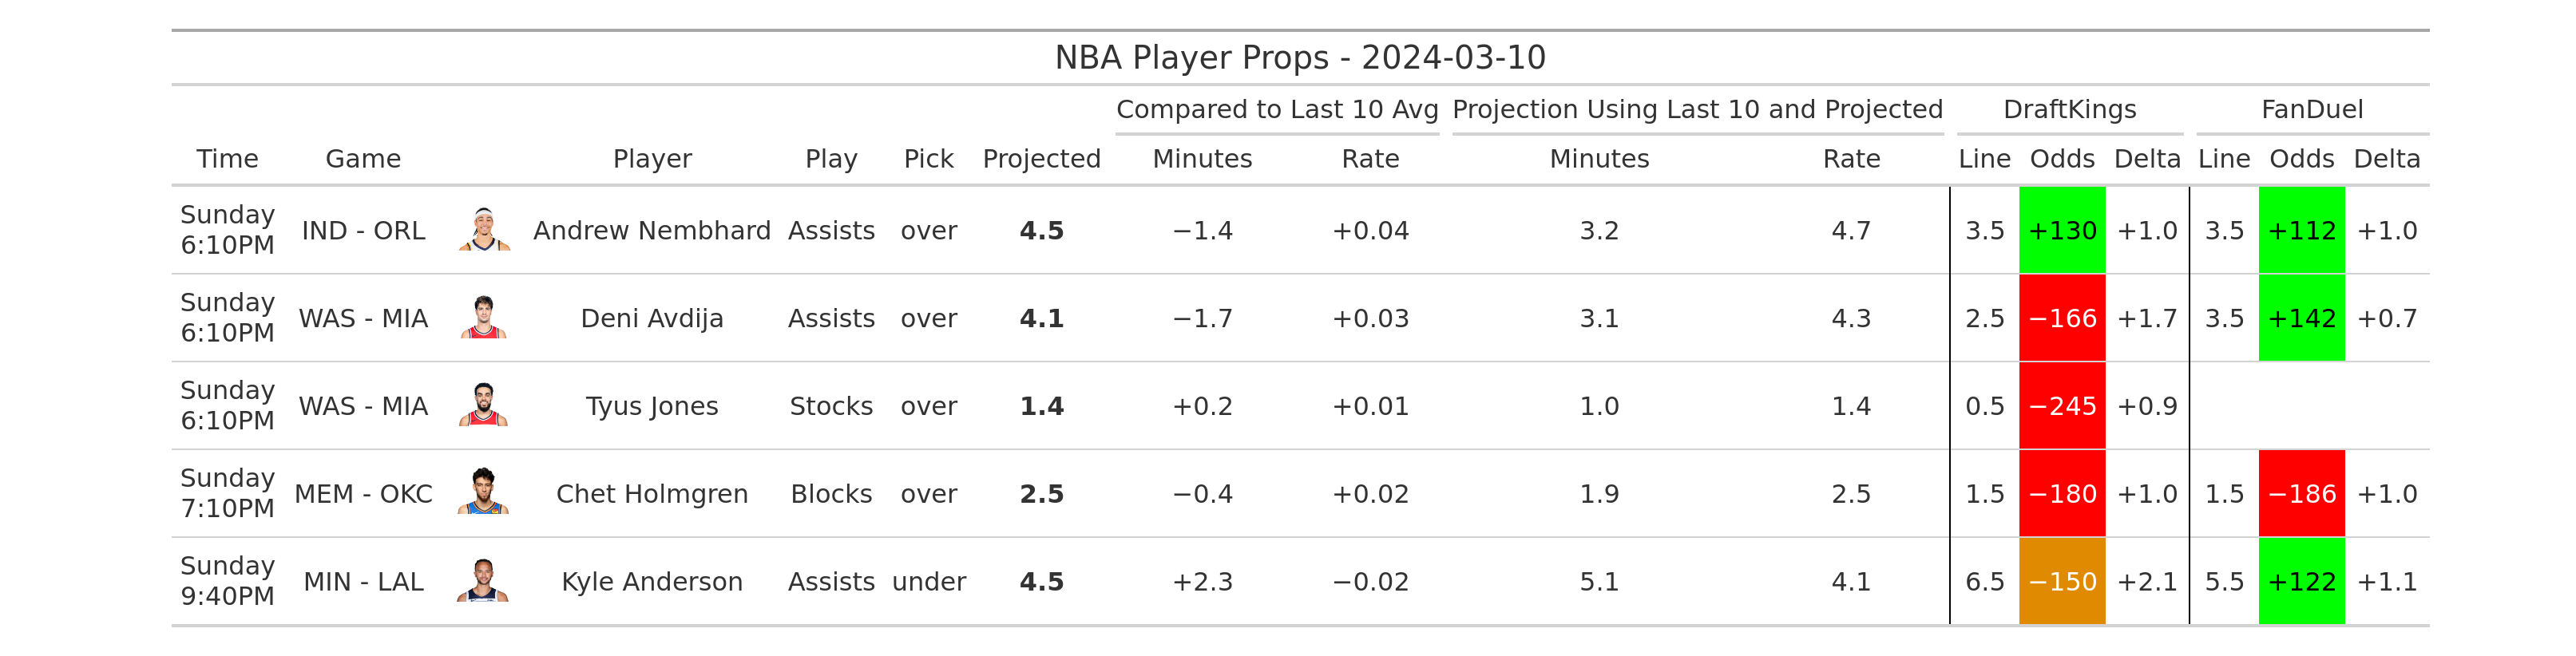 NBA Player Props - 2024-03-10
Compared to Last 10 Avg Projection Using Last 10 and Projected DraftKings FanDuel
Time Game Player Play Pick Projected Minutes Rate Minutes Rate Line Odds Delta Line Odds Delta
Sunday 6:10PM IND - ORL Andrew Nembhard Assists over 4.5 −1.4 +0.04 3.2 4.7 3.5 +130 +1.0 3.5 +112 +1.0
Sunday 6:10PM WAS - MIA Deni Avdija Assists over 4.1 −1.7 +0.03 3.1 4.3 2.5 −166 +1.7 3.5 +142 +0.7
Sunday 6:10PM WAS - MIA Tyus Jones Stocks over 1.4 +0.2 +0.01 1.0 1.4 0.5 −245 +0.9
Sunday 7:10PM MEM - OKC Chet Holmgren Blocks over 2.5 −0.4 +0.02 1.9 2.5 1.5 −180 +1.0 1.5 −186 +1.0
Sunday 9:40PM MIN - LAL Kyle Anderson Assists under 4.5 +2.3 −0.02 5.1 4.1 6.5 −150 +2.1 5.5 +122 +1.1